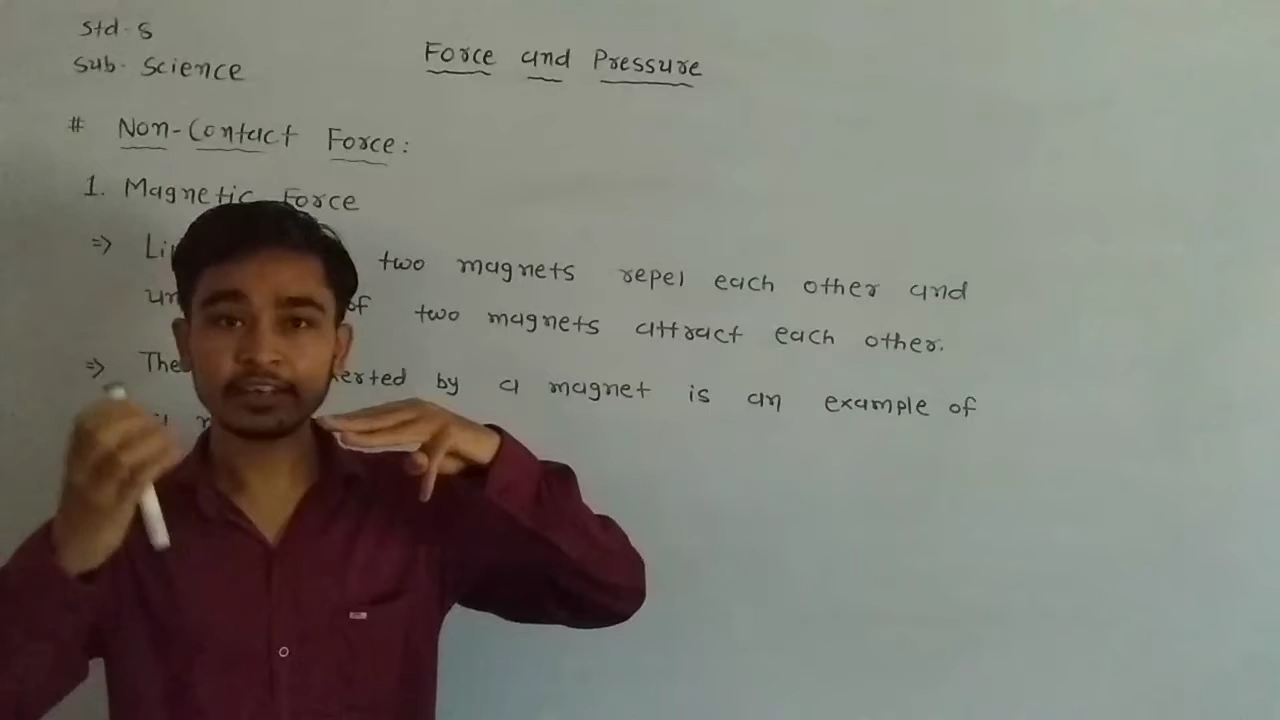 Std - 8
Sub - Science
Force and Pressure
# Non-Contact Force :
1. Magnetic Force
=> two magnets repel each other and
of two magnets attract each other.
=> The by a magnet is an example of